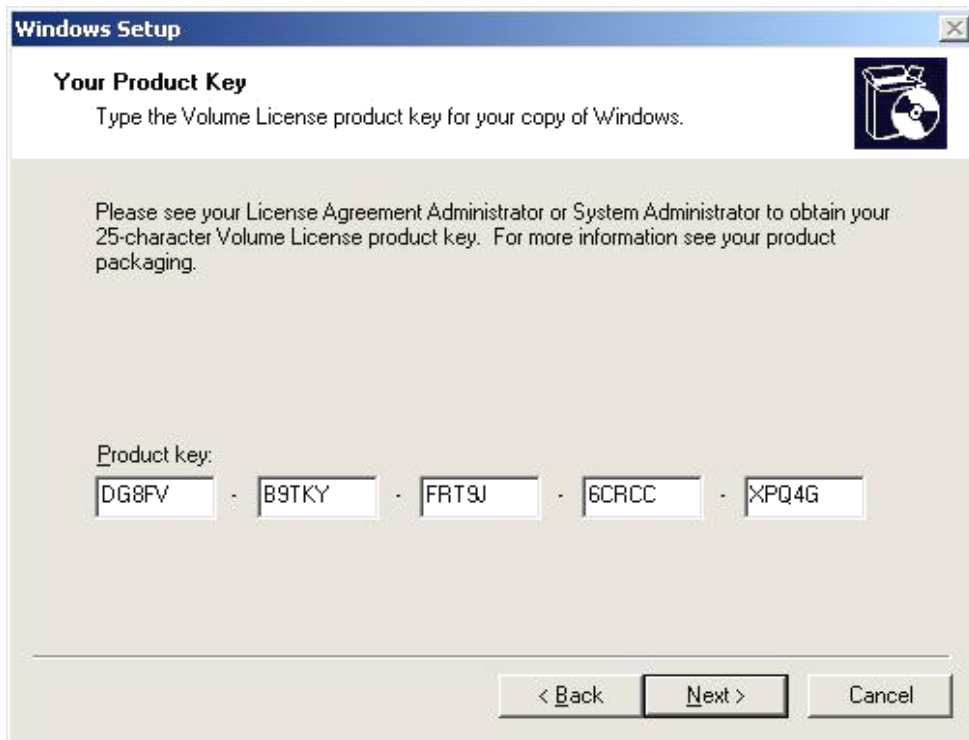 Windows Setup
Your Product Key
Type the Volume License product key for your copy of Windows.
Please see your License Agreement Administrator or System Administrator to obtain your
25-character Volume License product key.  For more information see your product
packaging.
Product key:
DG8FV - B9TKY - FRT9J - 6CRCC - XPQ4G
< Back Next > Cancel